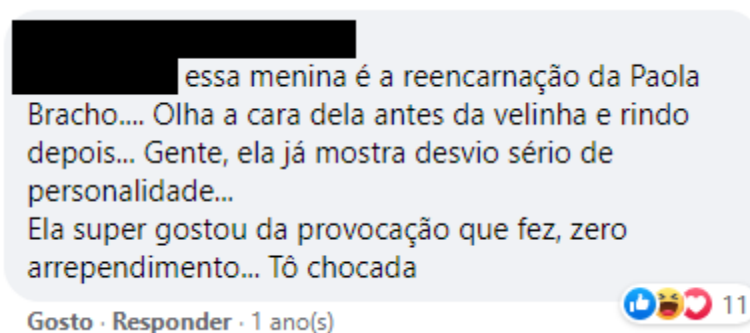 essa menina é a reencarnação da Paola
Bracho.... Olha a cara dela antes da velinha e rindo
depois... Gente, ela já mostra desvio sério de
personalidade...
Ela super gostou da provocação que fez, zero
arrependimento... Tô chocada
11
Gosto · Responder · 1 ano(s)